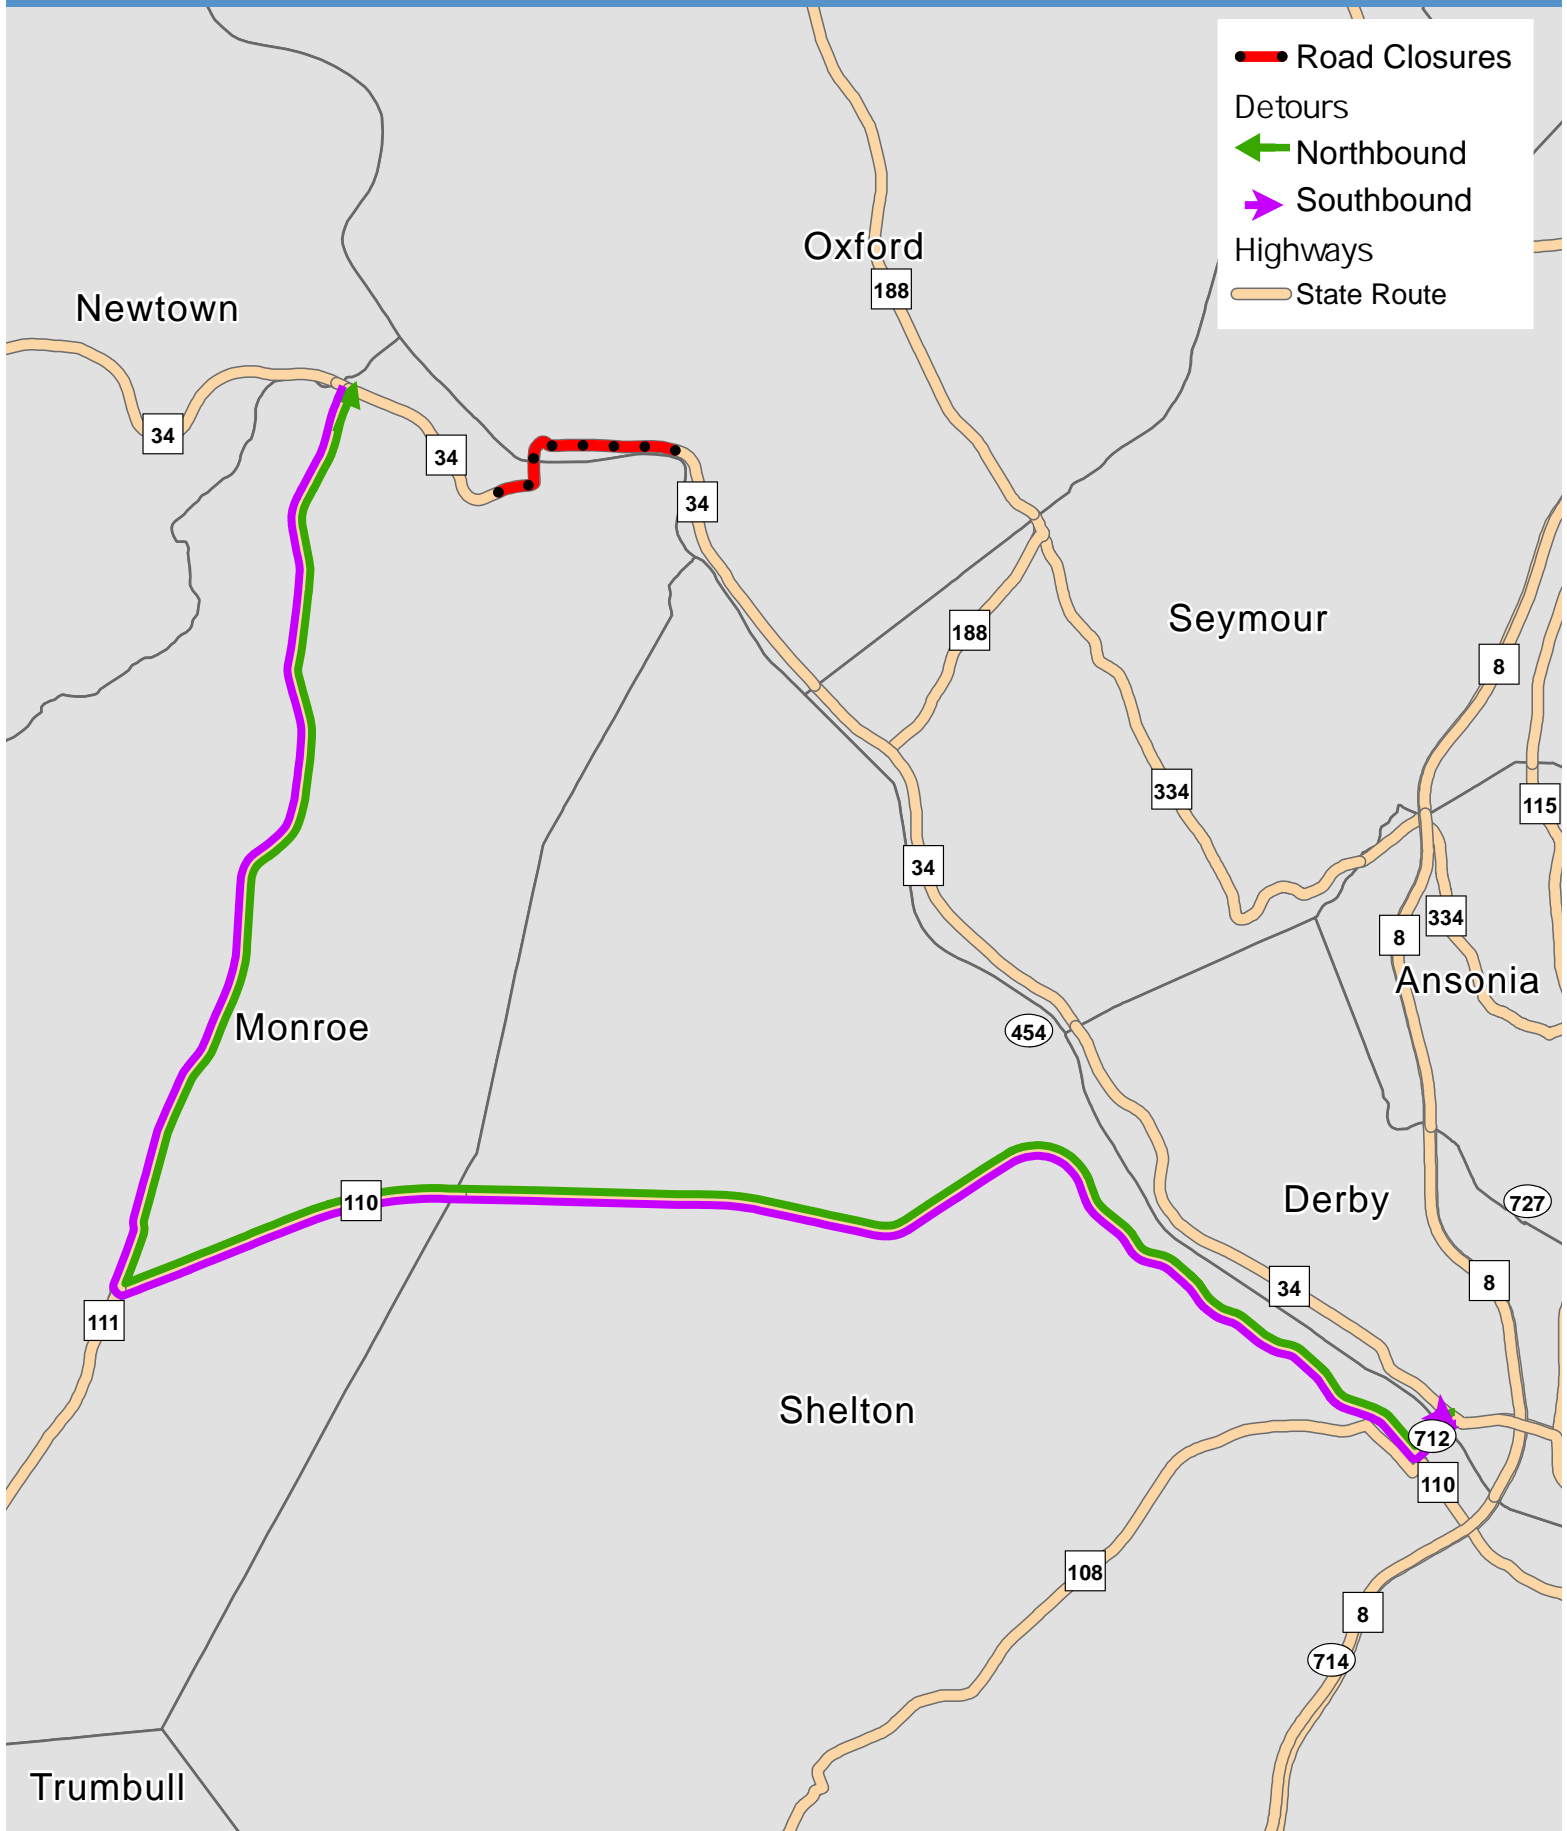 Road Closures
Detours
Northbound
Southbound
Highways
State Route
Oxford
188
Newtown
34
34
34
Seymour
188
8
334
115
34
334
8
Ansonia
Monroe
454
Derby
727
110
8
34
111
Shelton
712
110
108
8
714
Trumbull